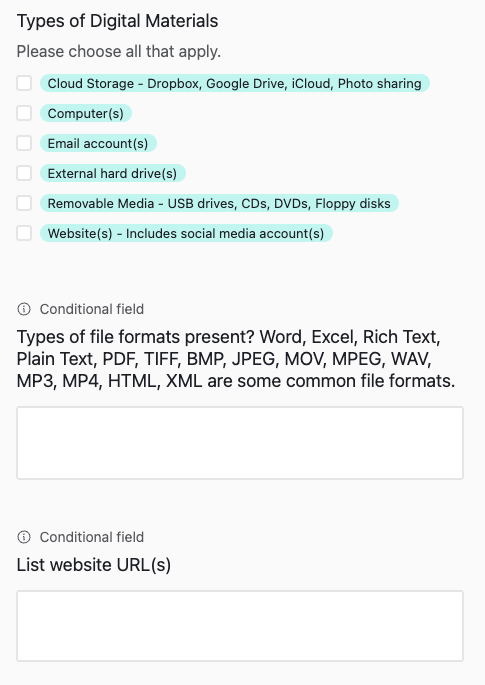 Types of Digital Materials
Please choose all that apply.
Cloud Storage - Dropbox, Google Drive, iCloud, Photo sharing
Computer(s)
Email account(s)
External hard drive(s)
Removable Media - USB drives, CDs, DVDs, Floppy disks
Website(s) - Includes social media account(s)
Conditional field
Types of file formats present? Word, Excel, Rich Text,
Plain Text, PDF, TIFF, BMP, JPEG, MOV, MPEG, WAV,
MP3, MP4, HTML, XML are some common file formats.
Conditional field
List website URL(s)